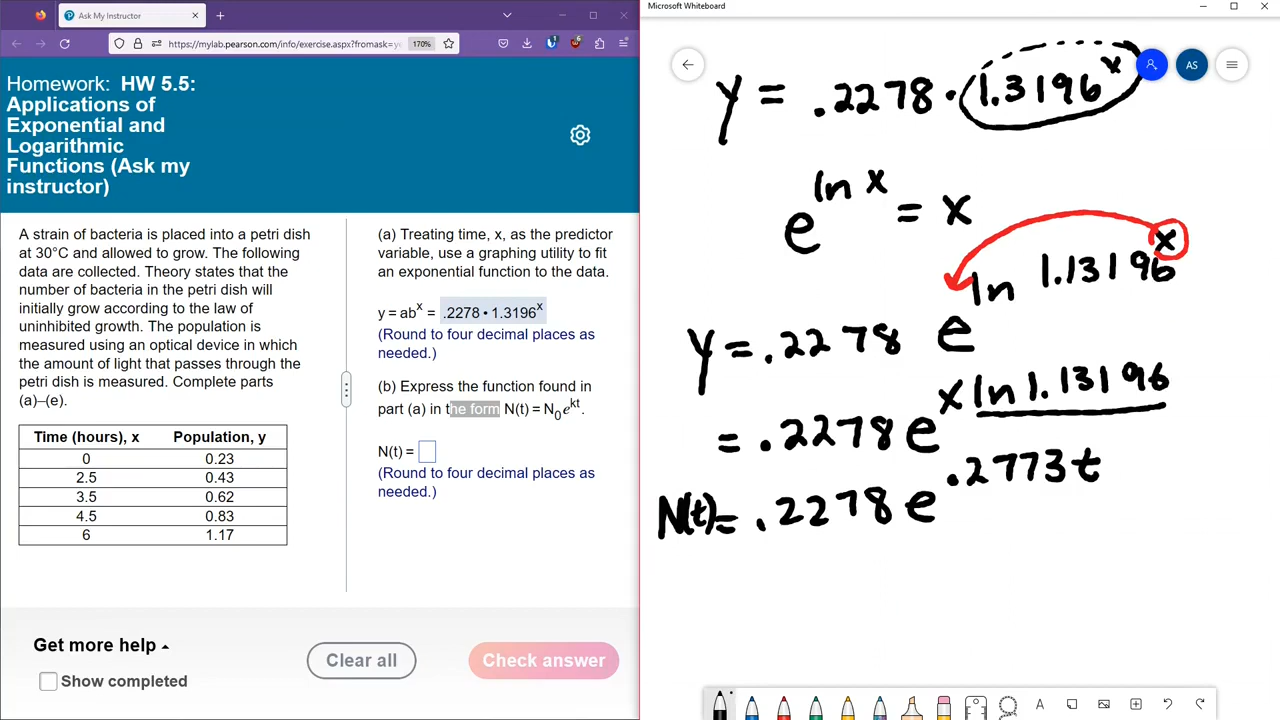 Ask My Instructor
https://mylab.pearson.com/info/exercise.aspx?fromask=ye
170%
Homework: HW 5.5:
Applications of
Exponential and
Logarithmic
Functions (Ask my
instructor)
A strain of bacteria is placed into a petri dish
at 30°C and allowed to grow. The following
data are collected. Theory states that the
number of bacteria in the petri dish will
initially grow according to the law of
uninhibited growth. The population is
measured using an optical device in which
the amount of light that passes through the
petri dish is measured. Complete parts
(a)–(e).
Time (hours), x Population, y
0 0.23
2.5 0.43
3.5 0.62
4.5 0.83
6 1.17
(a) Treating time, x, as the predictor
variable, use a graphing utility to fit
an exponential function to the data.
y = ab^x = .2278 • 1.3196^x
(Round to four decimal places as
needed.)
(b) Express the function found in
part (a) in the form N(t) = N₀e^kt.
N(t) =
(Round to four decimal places as
needed.)
Get more help
Show completed
Clear all
Check answer
Microsoft Whiteboard
AS
y = .2278 · 1.3196^x
e^ln x = x
y = .2278 e^ln 1.13196^x
= .2278 e^x ln 1.13196
N(t) = .2278 e^.2773t
A